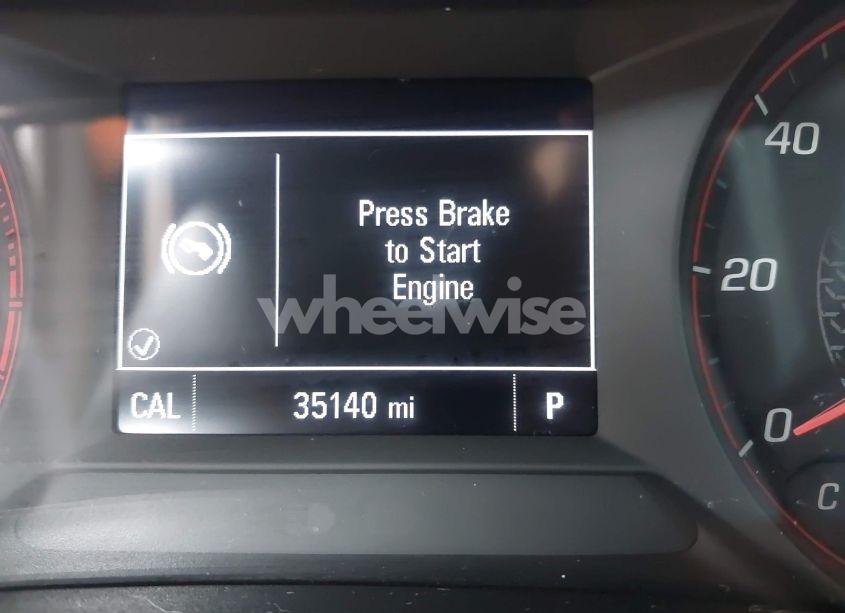 Press Brake
to Start
Engine
wheelwise
CAL
35140 mi
P
40
20
0
C